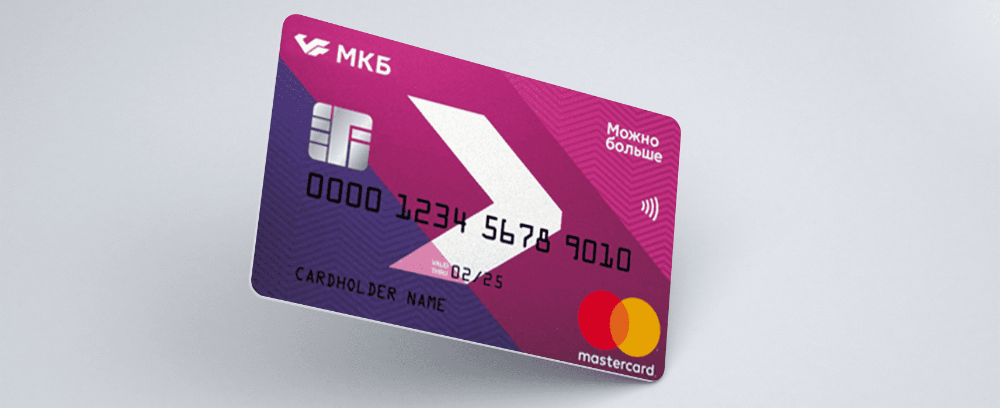 МКБ
Можно
больше
0000 1234 5678 9010
VALID
THRU
02/25
CARDHOLDER NAME
mastercard